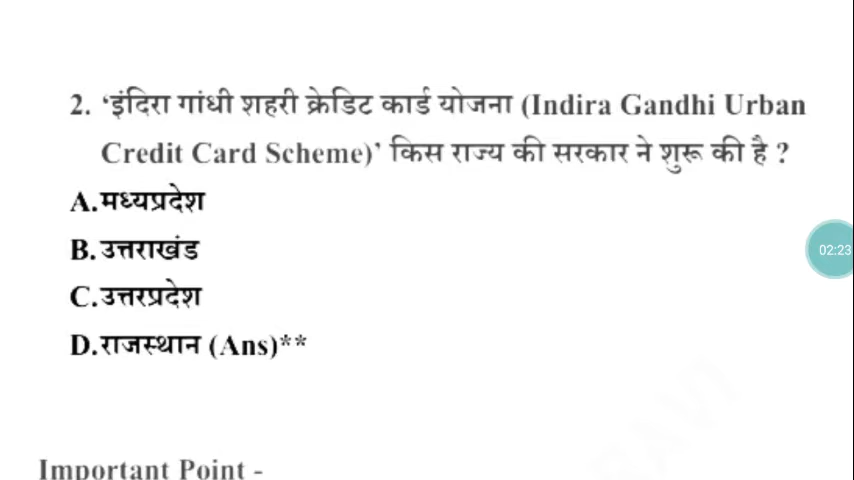 2. ‘इंदिरा गांधी शहरी क्रेडिट कार्ड योजना (Indira Gandhi Urban
Credit Card Scheme)’ किस राज्य की सरकार ने शुरू की है ?
A.मध्यप्रदेश
B. उत्तराखंड
C.उत्तरप्रदेश
D.राजस्थान (Ans)**
02:23
Important Point -